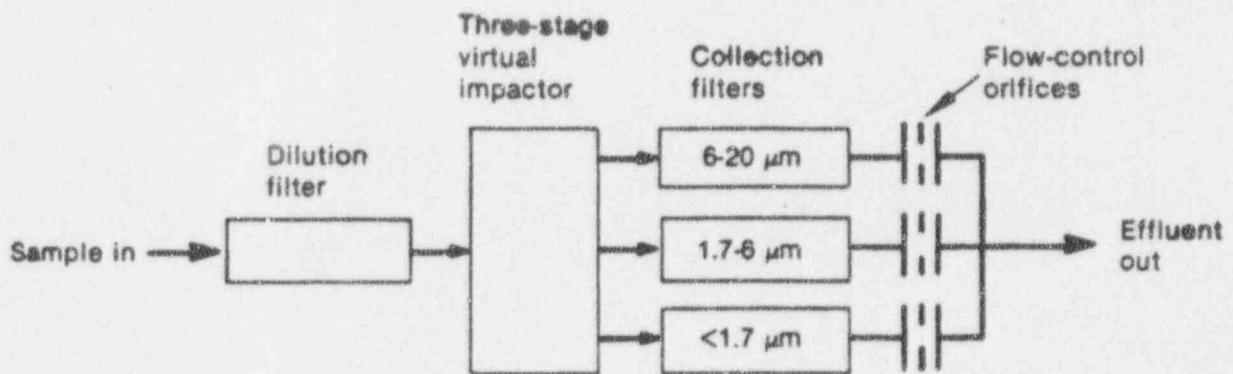 Three-stage
virtual
impactor
Collection
filters
Flow-control
orifices
Dilution
filter
6-20 μm
Sample in
1.7-6 μm
Effluent
out
<1.7 μm